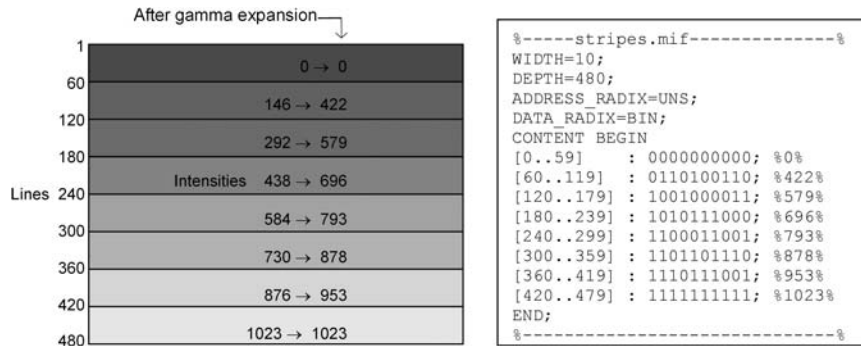 After gamma expansion
1
0 → 0
60
146 → 422
120
292 → 579
180
Intensities 438 → 696
Lines 240
584 → 793
300
730 → 878
360
876 → 953
420
1023 → 1023
480
%-----stripes.mif--------------%
WIDTH=10;
DEPTH=480;
ADDRESS_RADIX=UNS;
DATA_RADIX=BIN;
CONTENT BEGIN
[0..59] : 0000000000; %0%
[60..119] : 0110100110; %422%
[120..179] : 1001000011; %579%
[180..239] : 1010111000; %696%
[240..299] : 1100011001; %793%
[300..359] : 1101101110; %878%
[360..419] : 1110111001; %953%
[420..479] : 1111111111; %1023%
END;
%-------------------------------%